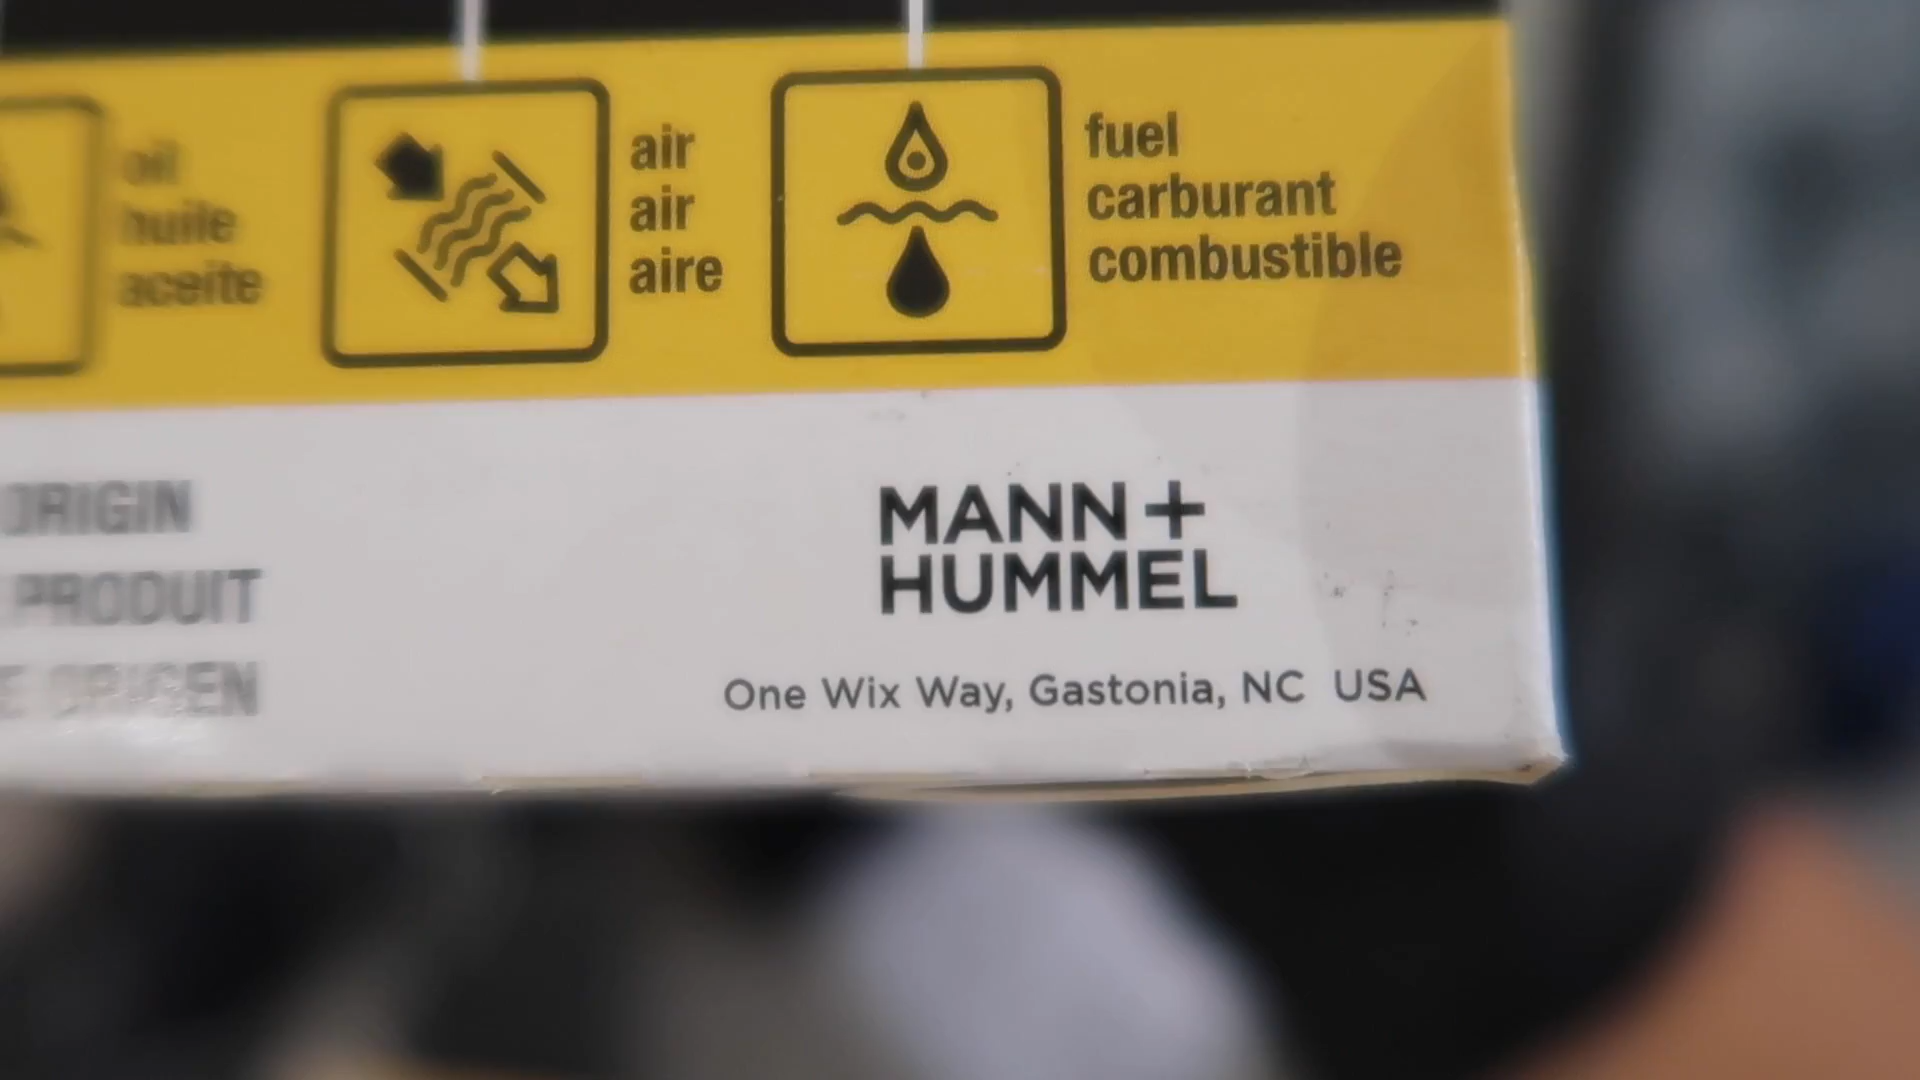 oil
huile
aceite
air
air
aire
fuel
carburant
combustible
ORIGIN
PRODUIT
E ORIGEN
MANN+
HUMMEL
One Wix Way, Gastonia, NC USA